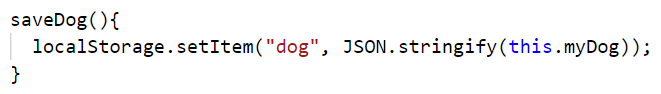 saveDog(){
  localStorage.setItem("dog", JSON.stringify(this.myDog));
}